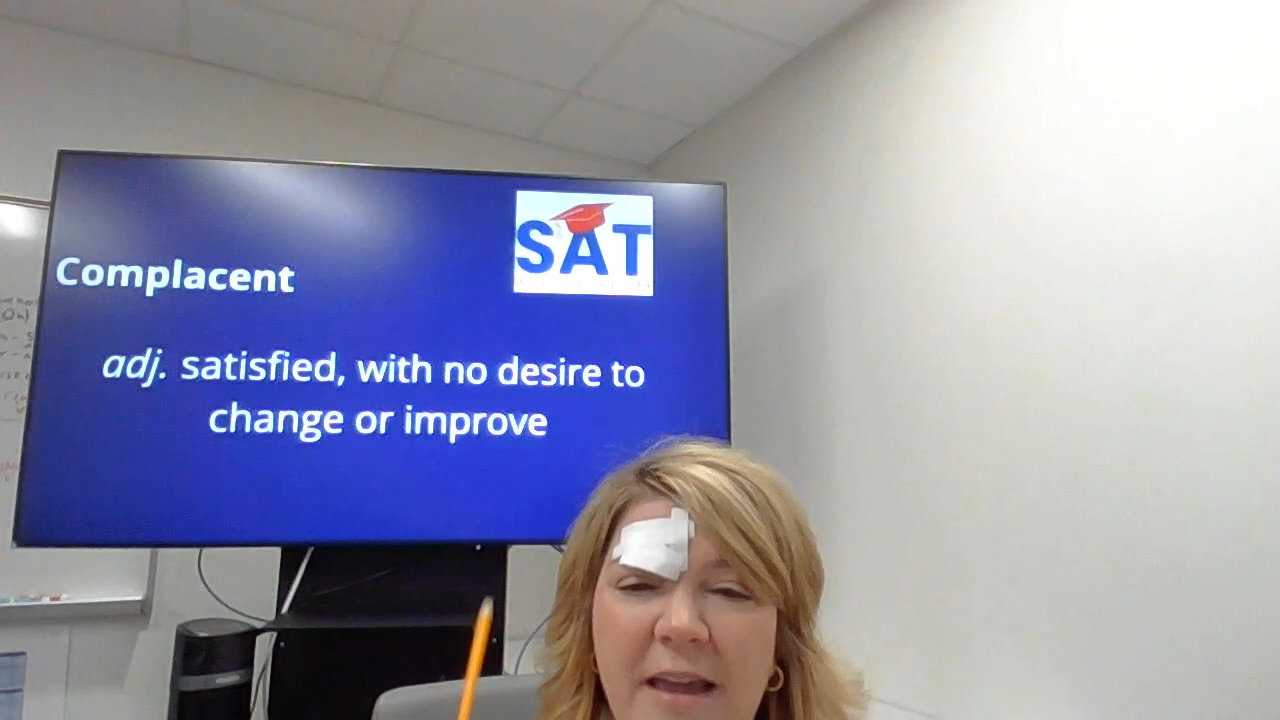 SAT
Complacent
adj. satisfied, with no desire to
change or improve